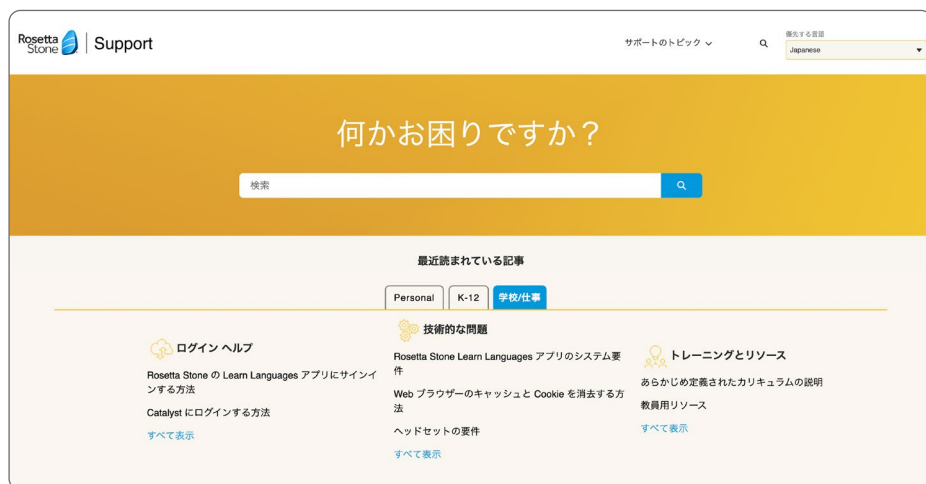 Rosetta Stone | Support
サポートのトピック
優先する言語
Japanese
何かお困りですか？
検索
最近読まれている記事
Personal
K-12
学校/仕事
ログイン ヘルプ
Rosetta Stone の Learn Languages アプリにサインイ
ンする方法
Catalyst にログインする方法
すべて表示
技術的な問題
Rosetta Stone Learn Languages アプリのシステム要
件
Web ブラウザーのキャッシュと Cookie を消去する方
法
ヘッドセットの要件
すべて表示
トレーニングとリソース
あらかじめ定義されたカリキュラムの説明
教員用リソース
すべて表示